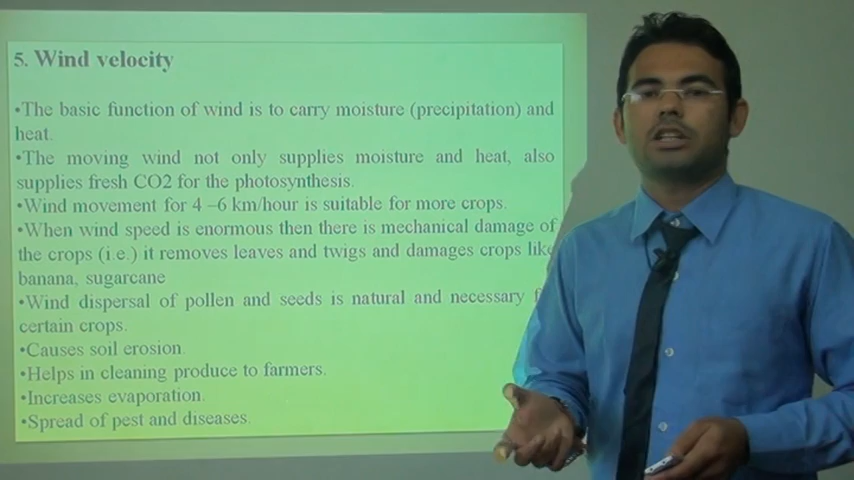 5. Wind velocity
•The basic function of wind is to carry moisture (precipitation) and
heat.
•The moving wind not only supplies moisture and heat, also
supplies fresh CO2 for the photosynthesis.
•Wind movement for 4 –6 km/hour is suitable for more crops.
•When wind speed is enormous then there is mechanical damage of
the crops (i.e.) it removes leaves and twigs and damages crops like
banana, sugarcane
•Wind dispersal of pollen and seeds is natural and necessary
certain crops.
•Causes soil erosion.
•Helps in cleaning produce to farmers.
•Increases evaporation.
•Spread of pest and diseases.